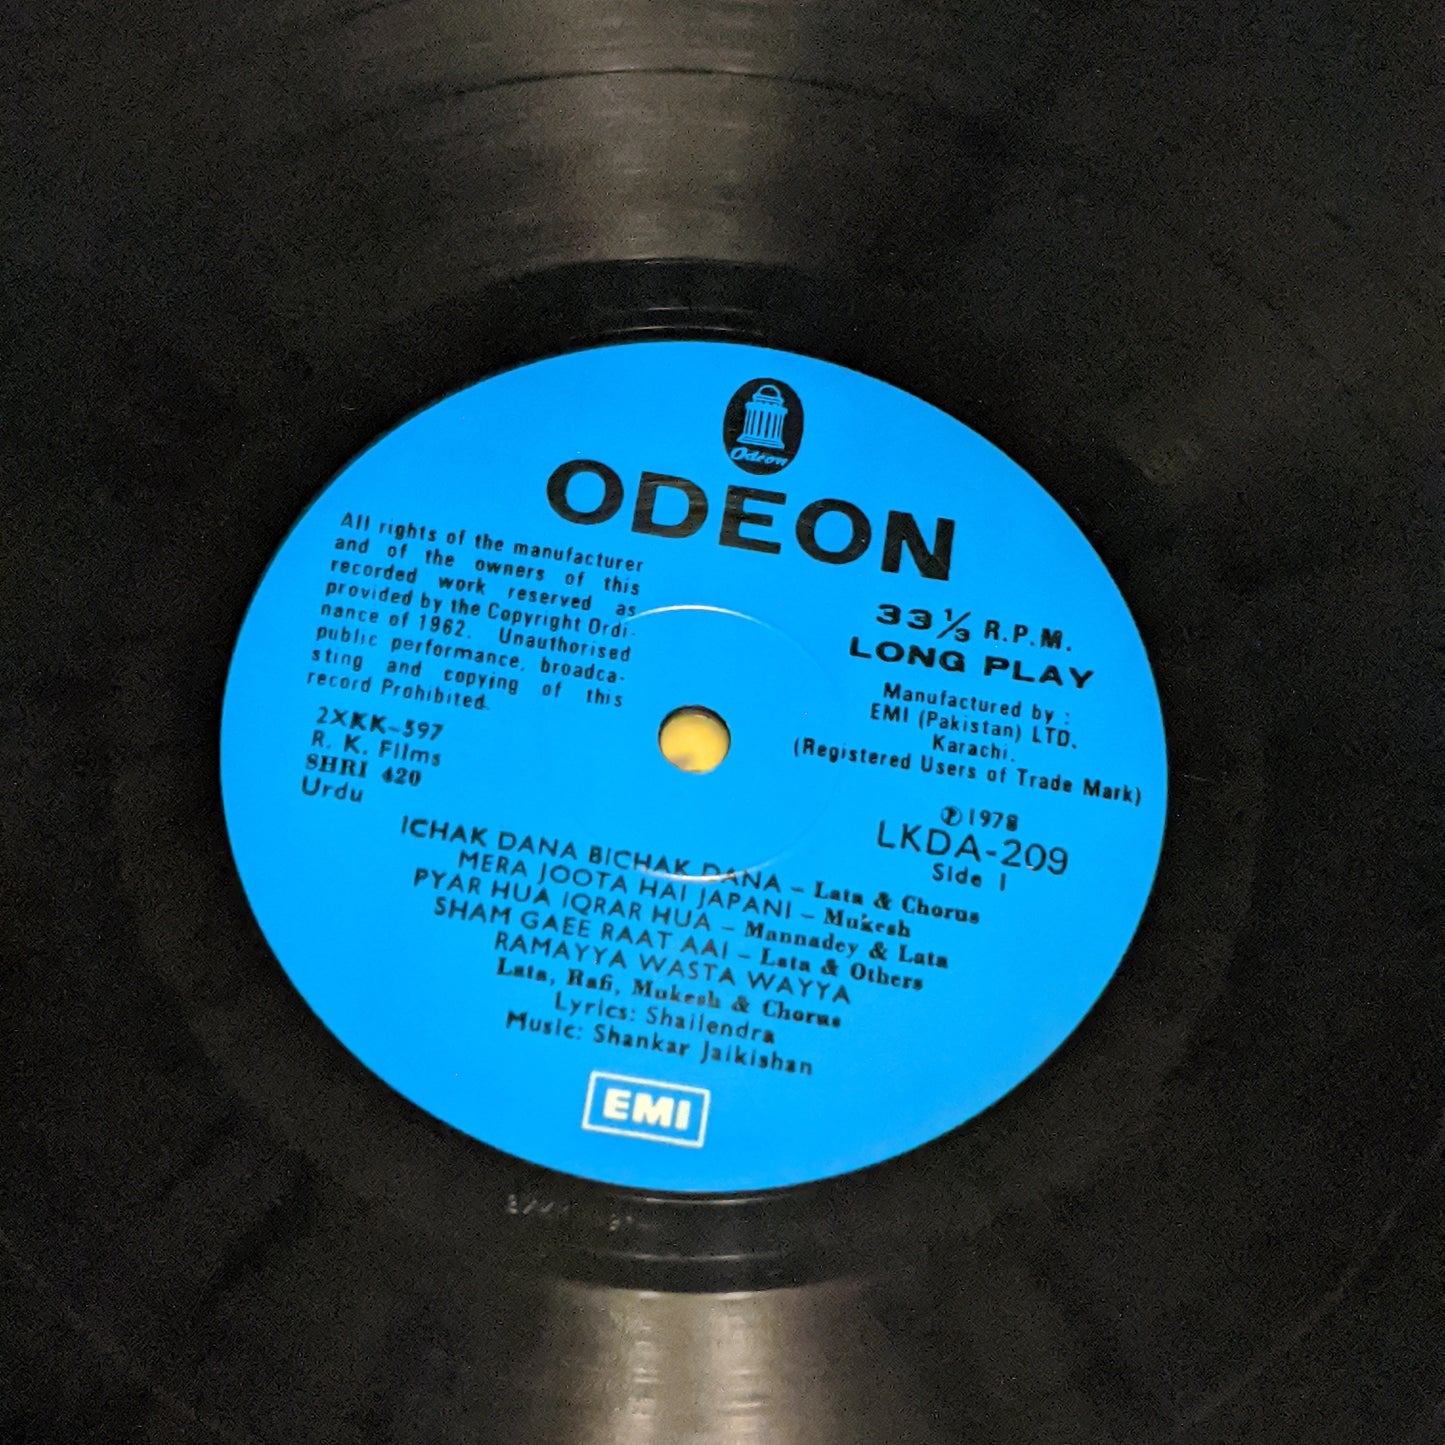 Odeon
ODEON
All rights of the manufacturer
and of the owners of this
recorded work reserved as
provided by the Copyright Ordi-
nance of 1962. Unauthorised
public performance, broadca-
sting and copying of this
record Prohibited.
2XKK-597
R. K. Films
SHRI 420
Urdu
33 1/3 R.P.M.
LONG PLAY
Manufactured by :
EMI (Pakistan) LTD.
Karachi.
(Registered Users of Trade Mark)
℗ 1978
LKDA-209
Side 1
ICHAK DANA BICHAK DANA – Lata & Chorus
MERA JOOTA HAI JAPANI – Mukesh
PYAR HUA IQRAR HUA – Mannadey & Lata
SHAM GAEE RAAT AAI – Lata & Others
RAMAYYA WASTA WAYYA
Lata, Rafi, Mukesh & Chorus
Lyrics: Shailendra
Music: Shankar Jaikishan
EMI